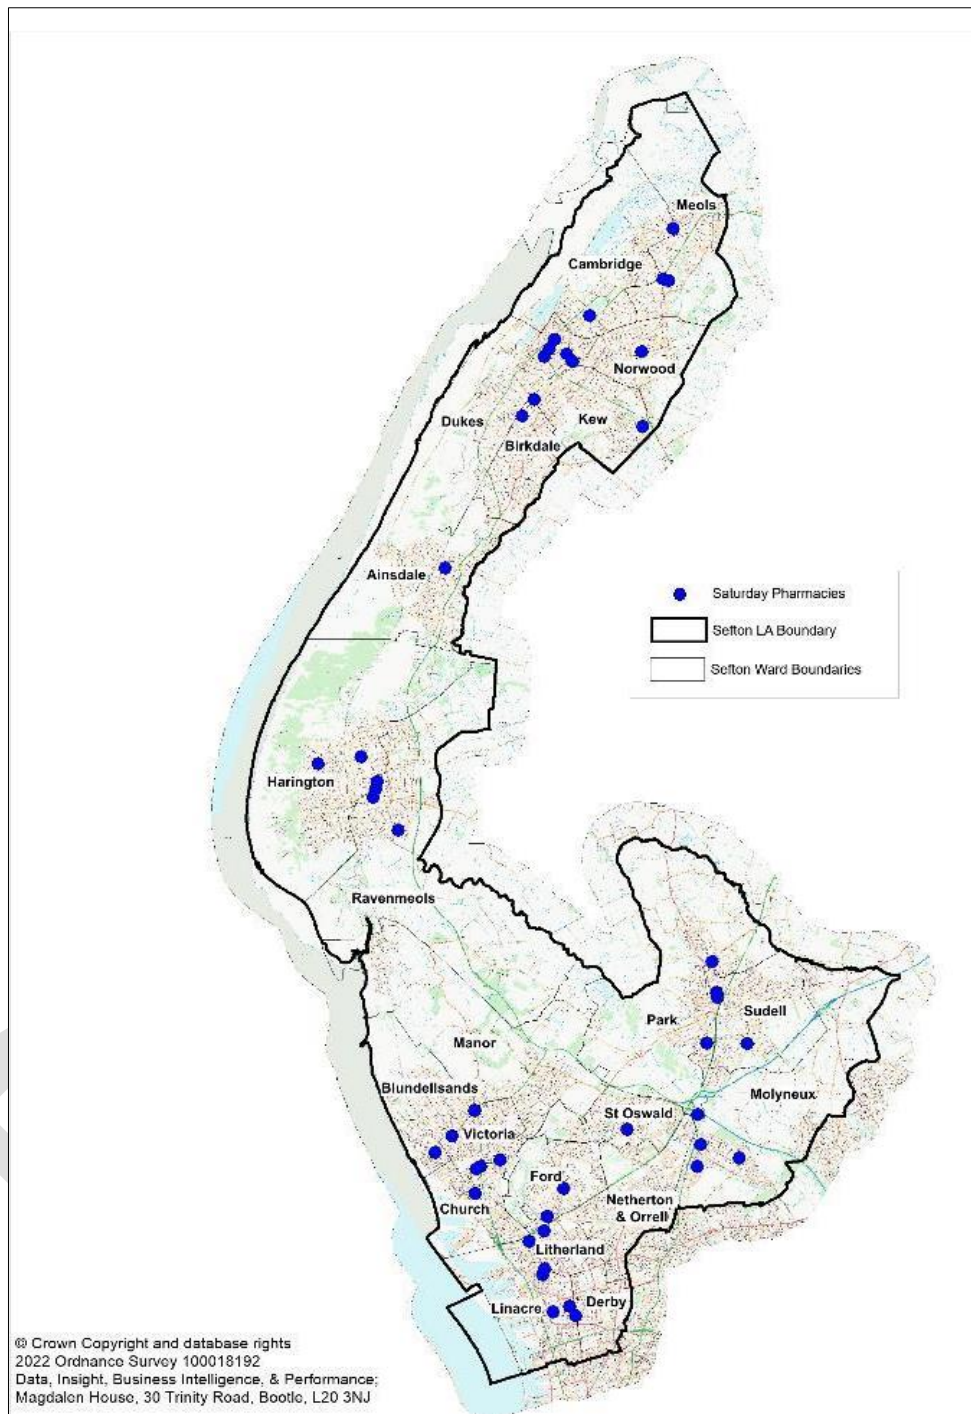 Meols
Cambridge
Norwood
Dukes
Kew
Birkdale
Ainsdale
Saturday Pharmacies
Sefton LA Boundary
Sefton Ward Boundaries
Harington
Ravenmeols
Park
Sudell
Manor
Blundellsands
Molyneux
St Oswald
Victoria
Ford
Netherton
& Orrell
Church
Litherland
Linacre
Derby
© Crown Copyright and database rights
2022 Ordnance Survey 100018192
Data, Insight, Business Intelligence, & Performance;
Magdalen House, 30 Trinity Road, Bootle, L20 3NJ